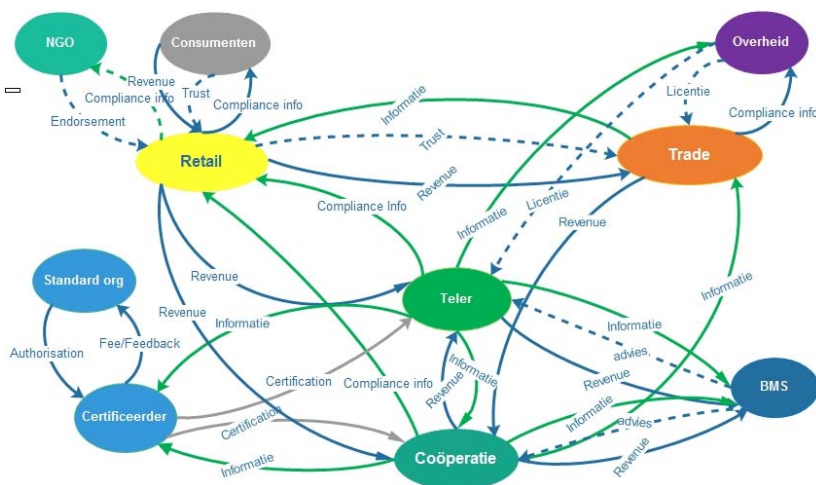 NGO
Consumenten
Overheid
Revenue
Trust
Compliance info
Compliance info
Endorsement
Licentie
Compliance info
Informatie
Retail
Trust
Trade
Revenue
Compliance Info
Licentie
Informatie
Revenue
Standard org
Revenue
Teler
Informatie
Revenue
Informatie
Informatie
Authorisation
Fee/Feedback
advies,
Informatie
Certification
Compliance info
Revenue
Revenue
BMS
Certificeerder
Certification
Informatie
advies
Coöperatie
Informatie
Revenue